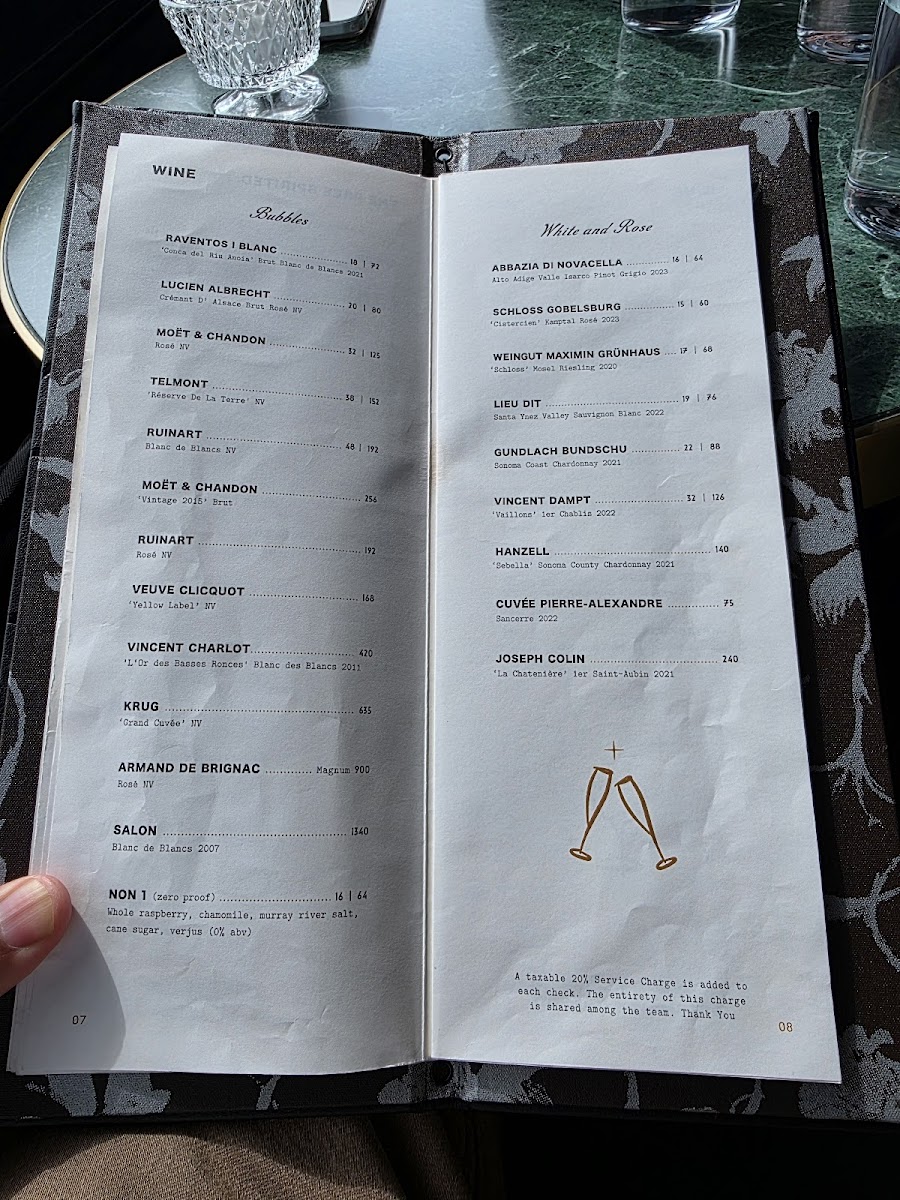 WINE
Bubbles
RAVENTOS I BLANC ........................ 18 | 72
'Conca del Riu Anoia' Brut Blanc de Blancs 2021
LUCIEN ALBRECHT ........................ 20 | 80
Crémant D' Alsace Brut Rosé NV
MOËT & CHANDON ........................ 32 | 125
Rosé NV
TELMONT ........................ 38 | 152
'Réserve De La Terre' NV
RUINART ........................ 48 | 192
Blanc de Blancs NV
MOËT & CHANDON ........................ 256
'Vintage 2015' Brut
RUINART ........................ 192
Rosé NV
VEUVE CLICQUOT ........................ 168
'Yellow Label' NV
VINCENT CHARLOT ........................ 420
'L'Or des Basses Ronces' Blanc des Blancs 2011
KRUG ........................ 635
'Grand Cuvée' NV
ARMAND DE BRIGNAC ............ Magnum 900
Rosé NV
SALON ........................ 1340
Blanc de Blancs 2007
NON 1 (zero proof) ........................ 16 | 64
Whole raspberry, chamomile, murray river salt,
cane sugar, verjus (0% abv)
07
White and Rose
ABBAZIA DI NOVACELLA ............ 16 | 64
Alto Adige Valle Isarco Pinot Grigio 2023
SCHLOSS GOBELSBURG ............ 15 | 60
'Cistercien' Kamptal Rosé 2023
WEINGUT MAXIMIN GRÜNHAUS .... 17 | 68
'Schloss' Mosel Riesling 2020
LIEU DIT ........................ 19 | 76
Santa Ynez Valley Sauvignon Blanc 2022
GUNDLACH BUNDSCHU ............ 22 | 88
Sonoma Coast Chardonnay 2021
VINCENT DAMPT ........................ 32 | 126
'Vaillons' 1er Chablis 2022
HANZELL ........................ 140
'Sebella' Sonoma County Chardonnay 2021
CUVÉE PIERRE-ALEXANDRE ............ 75
Sancerre 2022
JOSEPH COLIN ........................ 240
'La Chatenière' 1er Saint-Aubin 2021
A taxable 20% Service Charge is added to
each check. The entirety of this charge
is shared among the team. Thank You
08